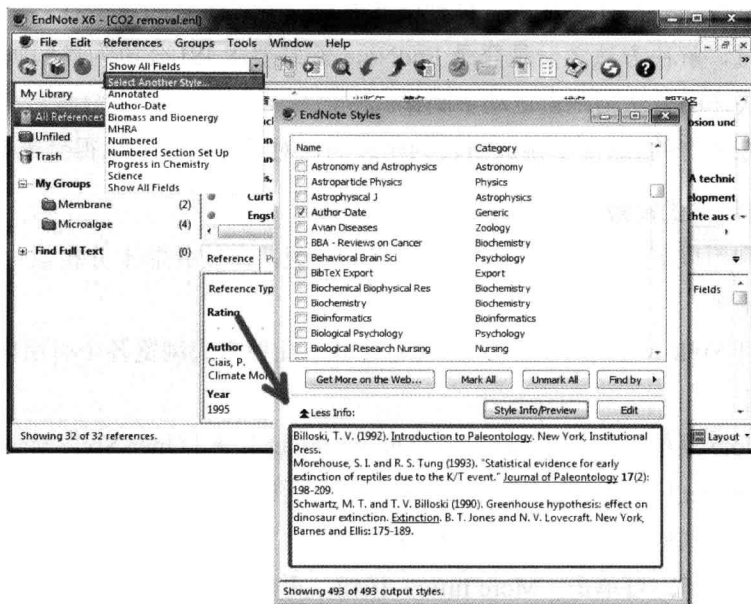 EndNote X6 - [CO2 removal.enl]
File Edit References Groups Tools Window Help
Show All Fields
Select Another Style...
Annotated
Author-Date
Biomass and Bioenergy
MHRA
Numbered
Numbered Section Set Up
Progress in Chemistry
Science
Show All Fields
My Library
All References
Unfiled
Trash
My Groups
Membrane (2)
Microalgae (4)
Find Full Text (0)
Curti
Engst
osion und
A technic
elopment
chte aus d
Reference
Reference Typ
Rating
Author
Ciais, P.
Climate Mon
Year
1995
Fields
Showing 32 of 32 references.
Layout
EndNote Styles
Name Category
Astronomy and Astrophysics Astronomy
Astroparticle Physics Physics
Astrophysical J Astrophysics
Author-Date Generic
Avian Diseases Zoology
BBA - Reviews on Cancer Biochemistry
Behavioral Brain Sci Psychology
BibTeX Export Export
Biochemical Biophysical Res Biochemistry
Biochemistry Biochemistry
Bioinformatics Bioinformatics
Biological Psychology Psychology
Biological Research Nursing Nursing
Get More on the Web... Mark All Unmark All Find by
Less Info: Style Info/Preview Edit
Billoski, T. V. (1992). Introduction to Paleontology. New York, Institutional
Press.
Morehouse, S. I. and R. S. Tung (1993). "Statistical evidence for early
extinction of reptiles due to the K/T event." Journal of Paleontology 17(2):
198-209.
Schwartz, M. T. and T. V. Billoski (1990). Greenhouse hypothesis: effect on
dinosaur extinction. Extinction. B. T. Jones and N. V. Lovecraft. New York,
Barnes and Ellis: 175-189.
Showing 493 of 493 output styles.